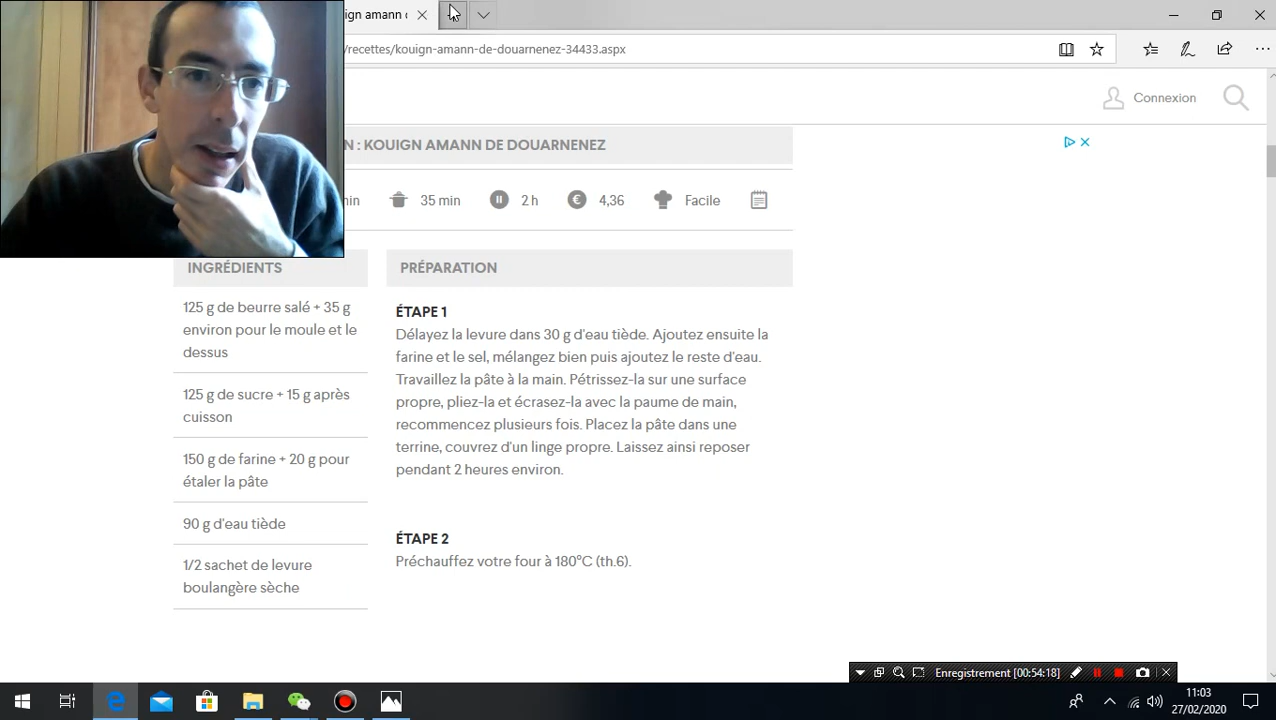 ign amann d
/recettes/kouign-amann-de-douarnenez-34433.aspx
Connexion
N : KOUIGN AMANN DE DOUARNENEZ
min
35 min
2 h
4,36
Facile
INGRÉDIENTS
125 g de beurre salé + 35 g
environ pour le moule et le
dessus
125 g de sucre + 15 g après
cuisson
150 g de farine + 20 g pour
étaler la pâte
90 g d'eau tiède
1/2 sachet de levure
boulangère sèche
PRÉPARATION
ÉTAPE 1
Délayez la levure dans 30 g d'eau tiède. Ajoutez ensuite la
farine et le sel, mélangez bien puis ajoutez le reste d'eau.
Travaillez la pâte à la main. Pétrissez-la sur une surface
propre, pliez-la et écrasez-la avec la paume de main,
recommencez plusieurs fois. Placez la pâte dans une
terrine, couvrez d'un linge propre. Laissez ainsi reposer
pendant 2 heures environ.
ÉTAPE 2
Préchauffez votre four à 180°C (th.6).
Enregistrement [00:54:18]
11:03
27/02/2020